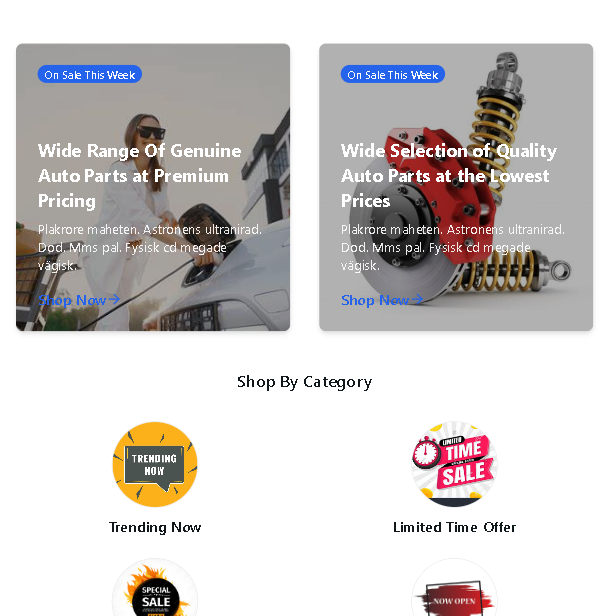 On Sale This Week
Wide Range Of Genuine
Auto Parts at Premium
Pricing
Plakrore maheten. Astronens ultranirad.
Dod. Mms pal. Fysisk cd megade
vägisk.
Shop Now
On Sale This Week
Wide Selection of Quality
Auto Parts at the Lowest
Prices
Plakrore maheten. Astronens ultranirad.
Dod. Mms pal. Fysisk cd megade
vägisk.
Shop Now
Shop By Category
TRENDING
NOW
Trending Now
LIMITED
TIME
SALE
Limited Time Offer
SPECIAL
SALE
NOW OPEN